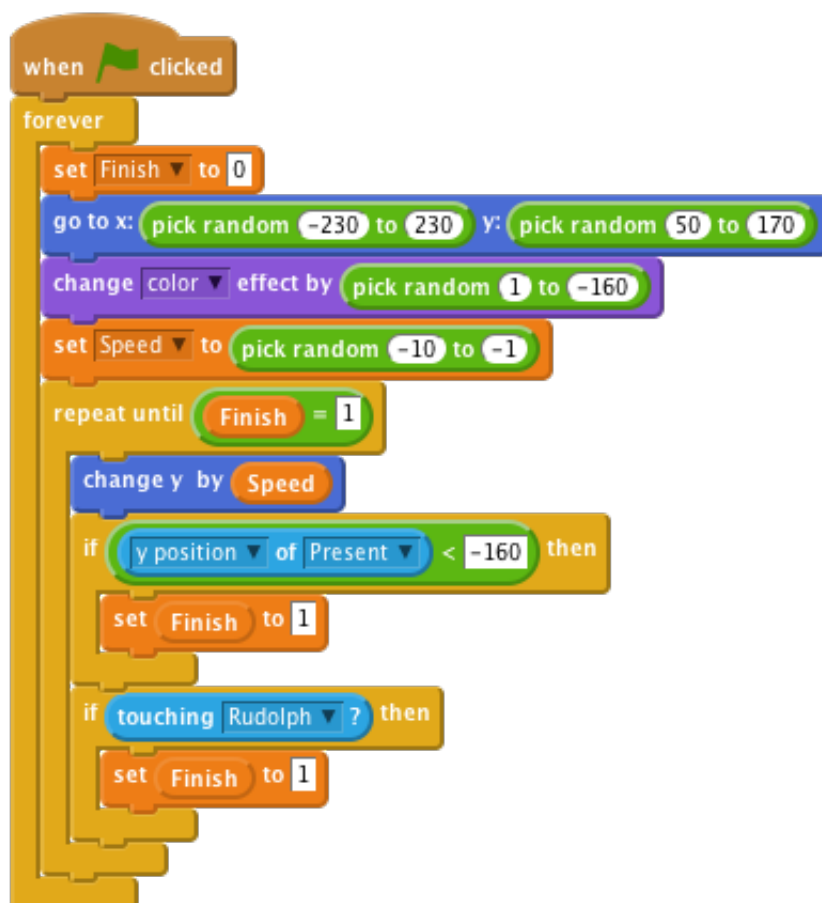 when clicked
forever
set Finish to 0
go to x: pick random -230 to 230 y: pick random 50 to 170
change color effect by pick random 1 to -160
set Speed to pick random -10 to -1
repeat until Finish = 1
change y by Speed
if y position of Present < -160 then
set Finish to 1
if touching Rudolph ? then
set Finish to 1